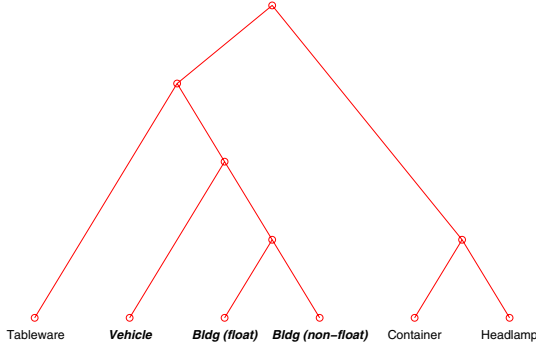 Tableware Vehicle Bldg (float) Bldg (non−float) Container Headlamp